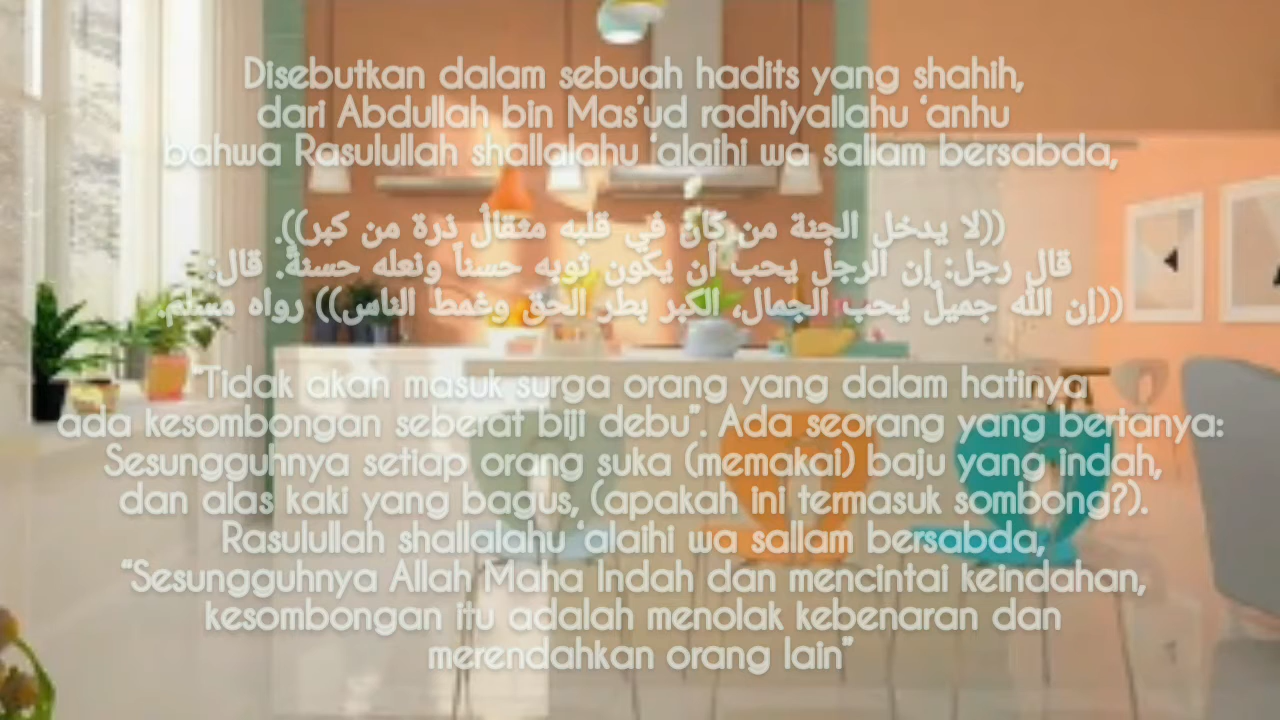 Disebutkan dalam sebuah hadits yang shahih,
dari Abdullah bin Mas'ud radhiyallahu 'anhu
bahwa Rasulullah shallalahu 'alaihi wa sallam bersabda,
((لا يدخل الجنة من كان في قلبه مثقالُ ذرة من كبر)).
قال رجل: إن الرجل يحب أن يكون ثوبه حسناً ونعله حسنةً. قال:
((إن الله جميلٌ يحب الجمال، الكبر بطر الحق وغمط الناس)) رواه مسلم.
"Tidak akan masuk surga orang yang dalam hatinya
ada kesombongan seberat biji debu". Ada seorang yang bertanya:
Sesungguhnya setiap orang suka (memakai) baju yang indah,
dan alas kaki yang bagus, (apakah ini termasuk sombong?).
Rasulullah shallalahu 'alaihi wa sallam bersabda,
"Sesungguhnya Allah Maha Indah dan mencintai keindahan,
kesombongan itu adalah menolak kebenaran dan
merendahkan orang lain"